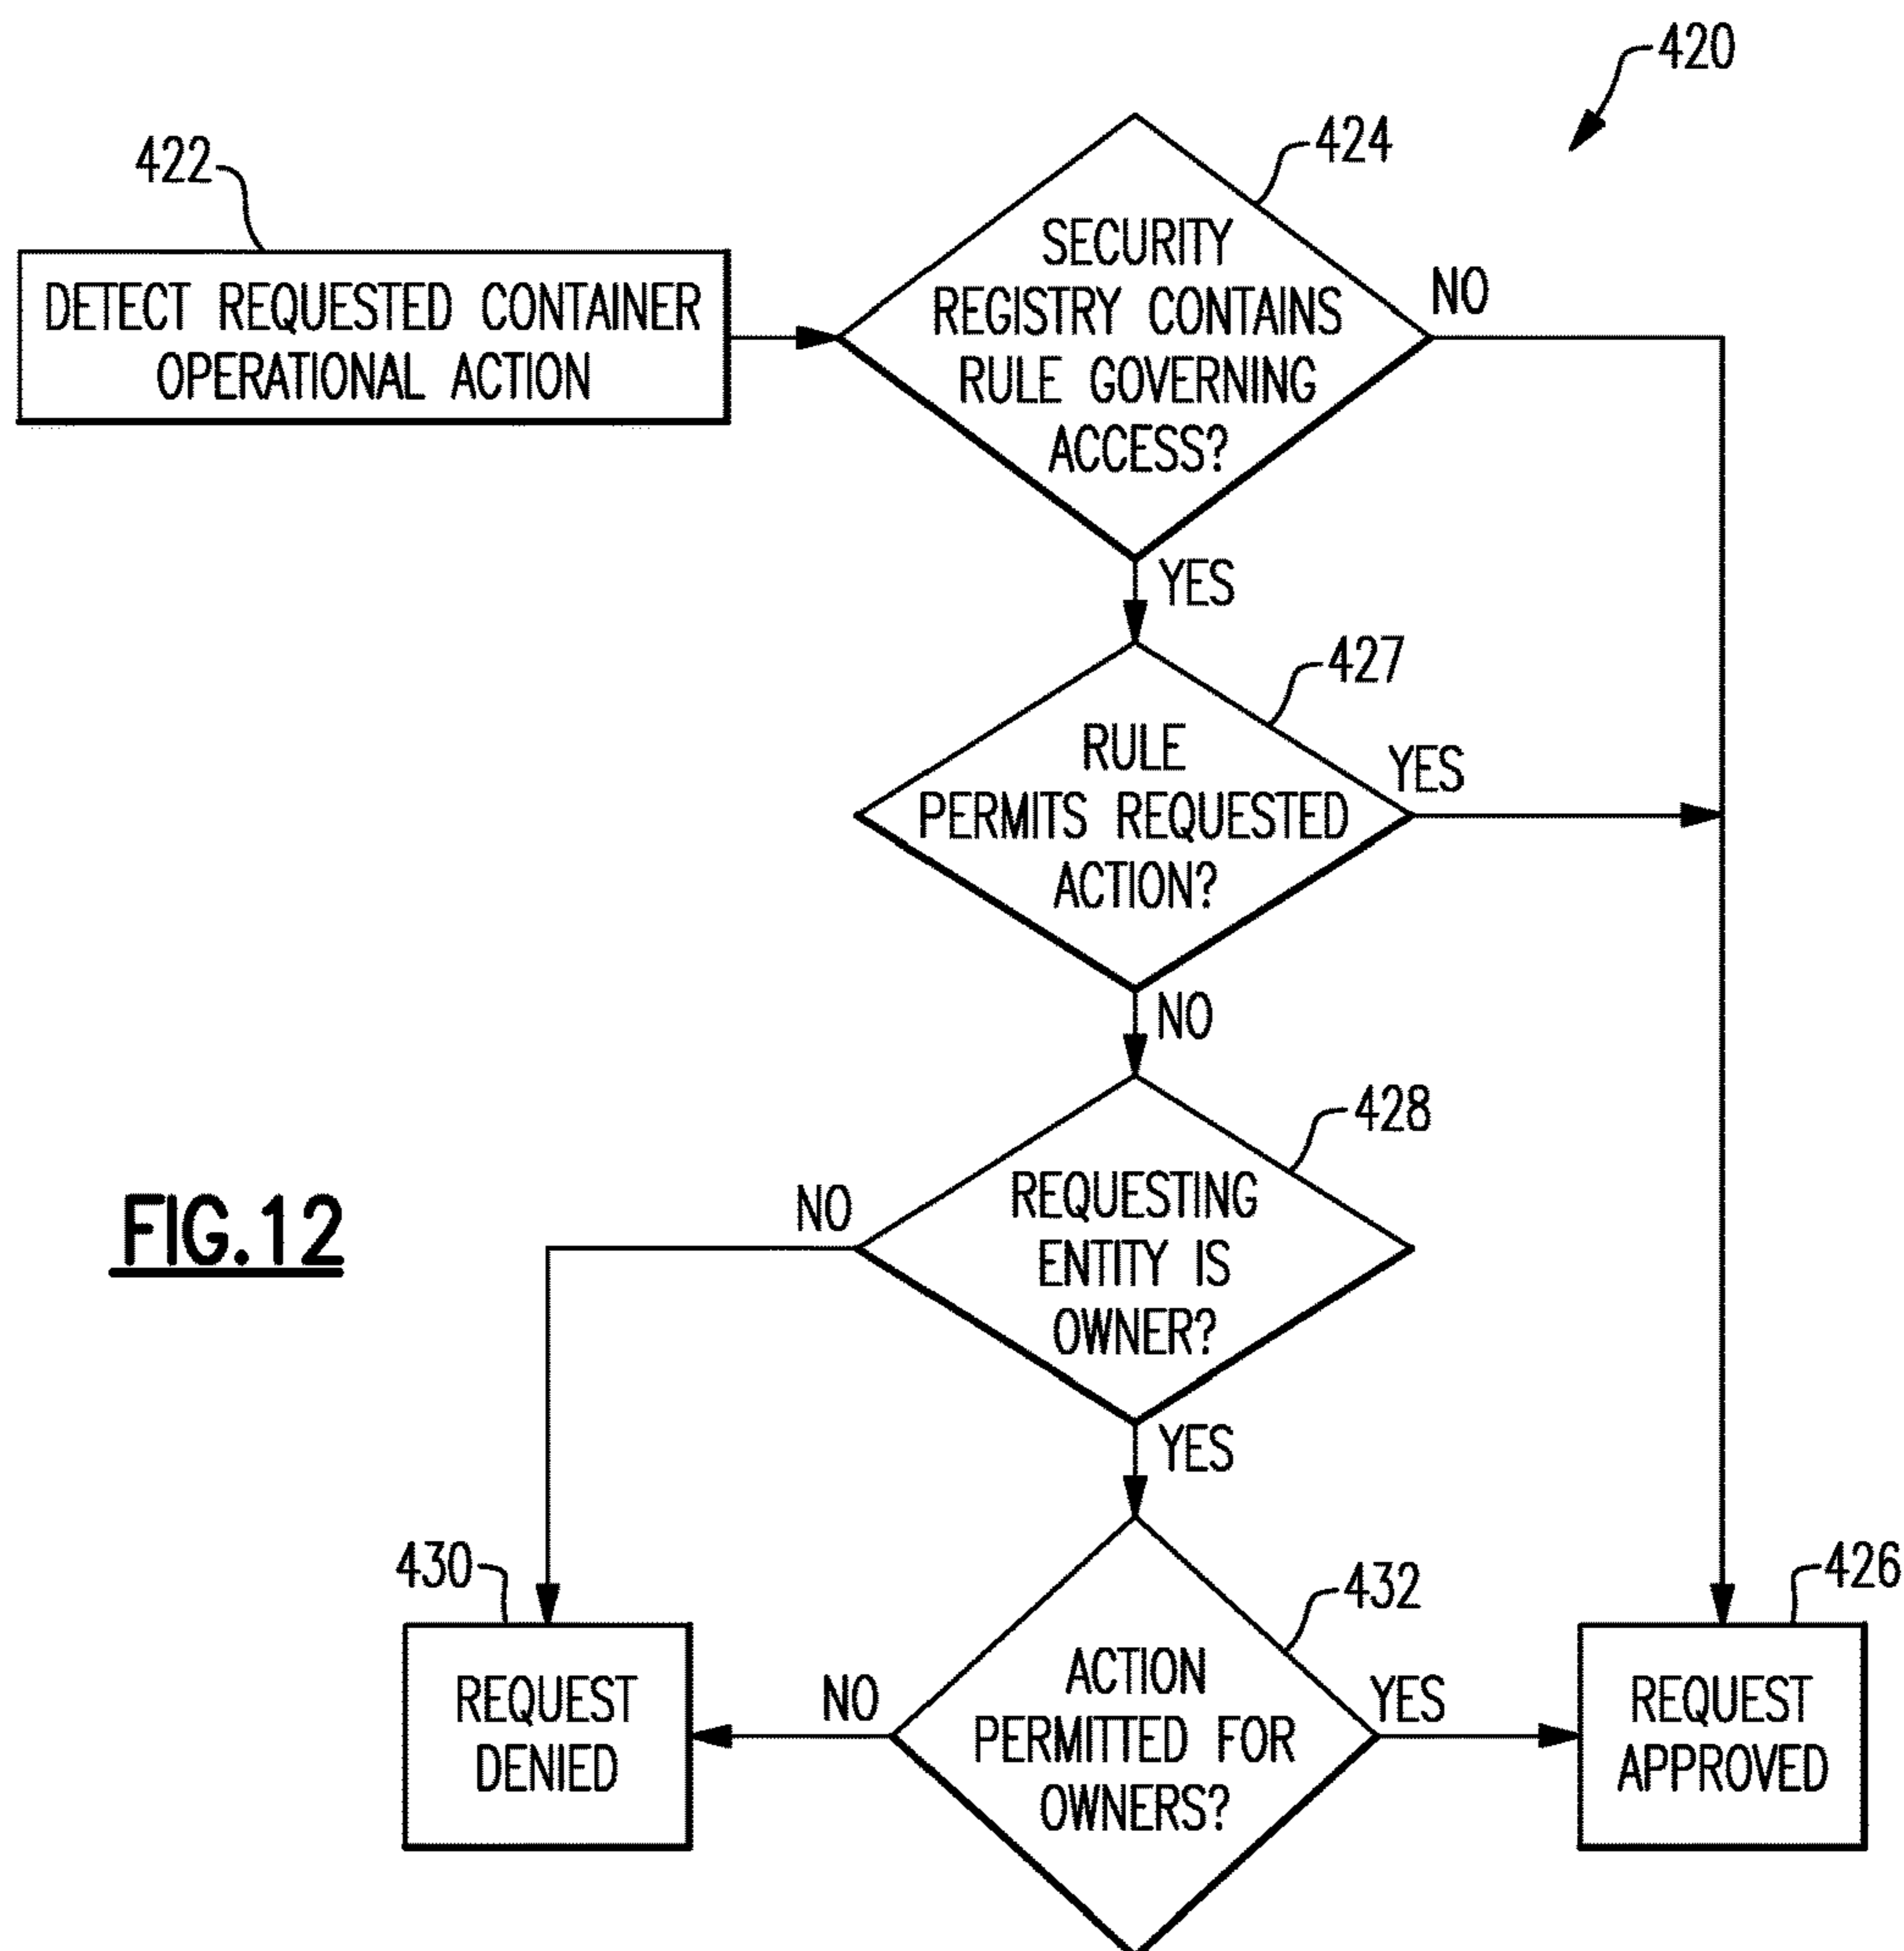 420
422
424
DETECT REQUESTED CONTAINER
OPERATIONAL ACTION
SECURITY
REGISTRY CONTAINS
RULE GOVERNING
ACCESS?
NO
YES
427
RULE
PERMITS REQUESTED
ACTION?
YES
NO
428
REQUESTING
ENTITY IS
OWNER?
NO
YES
FIG.12
430
432
426
REQUEST
DENIED
NO
ACTION
PERMITTED FOR
OWNERS?
YES
REQUEST
APPROVED